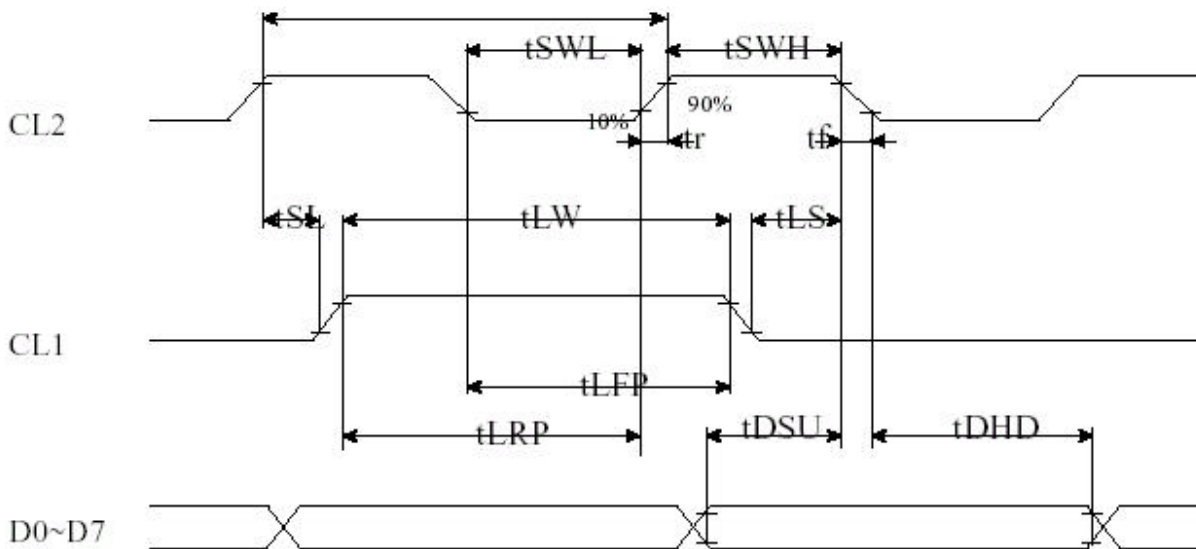 tSWL tSWH
CL2 10% 90% tr tf
tSL tLW tLS
CL1
tLFP
tLRP tDSU tDHD
D0~D7